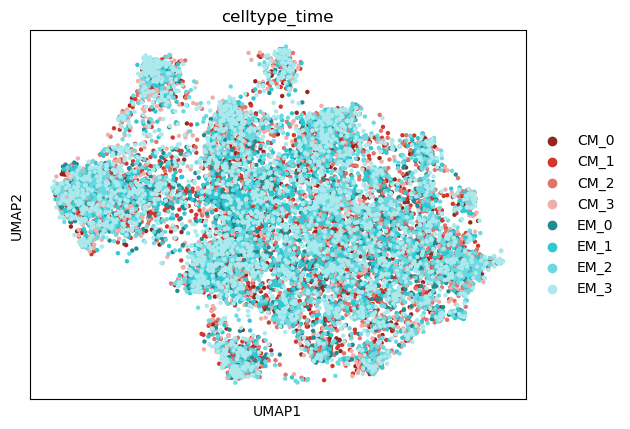 celltype_time
UMAP2
UMAP1
CM_0
CM_1
CM_2
CM_3
EM_0
EM_1
EM_2
EM_3